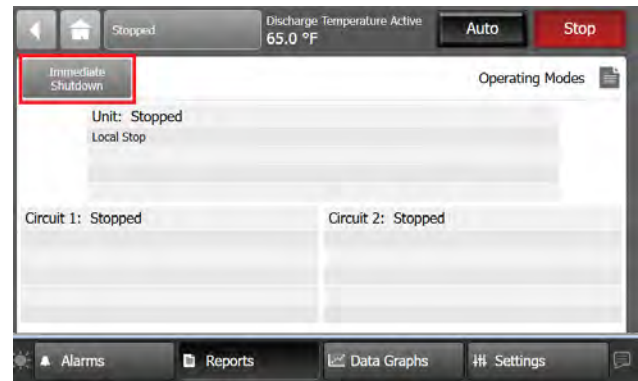 Stopped
Discharge Temperature Active
65.0 °F
Auto
Stop
Immediate
Shutdown
Operating Modes
Unit: Stopped
Local Stop
Circuit 1: Stopped
Circuit 2: Stopped
Alarms
Reports
Data Graphs
Settings